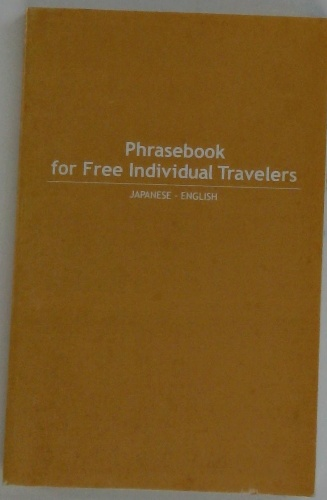 Phrasebook
for Free Individual Travelers
JAPANESE - ENGLISH